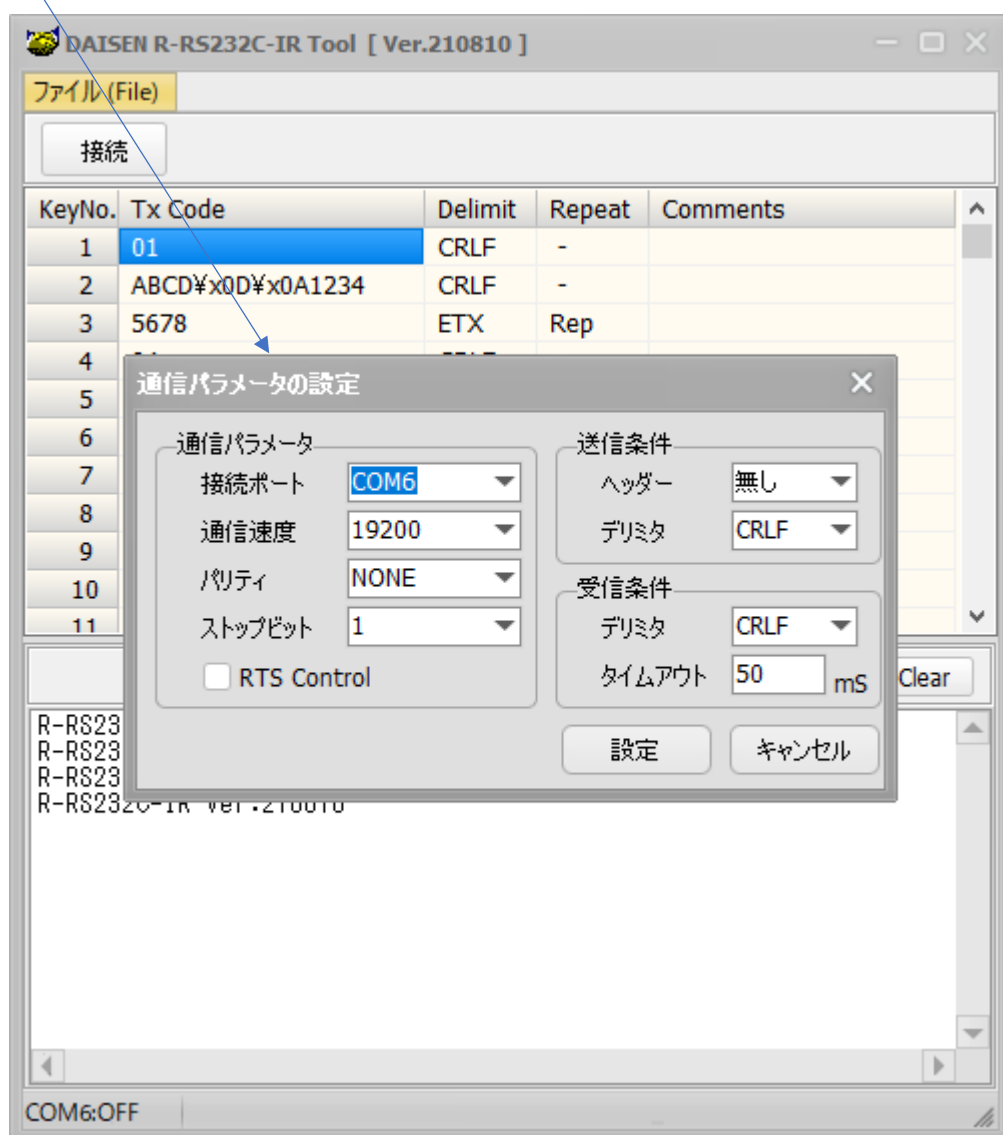 DAISEN R-RS232C-IR Tool [ Ver.210810 ]
ファイル (File)
接続
KeyNo. Tx Code Delimit Repeat Comments
1 01 CRLF -
2 ABCD¥x0D¥x0A1234 CRLF -
3 5678 ETX Rep
4
5
6
7
8
9
10
11
通信パラメータの設定
通信パラメータ
接続ポート COM6
通信速度 19200
パリティ NONE
ストップビット 1
RTS Control
送信条件
ヘッダー 無し
デリミタ CRLF
受信条件
デリミタ CRLF
タイムアウト 50 mS
設定 キャンセル
Clear
R-RS23
R-RS23
R-RS23
R-RS232C-IR Ver.210810
COM6:OFF